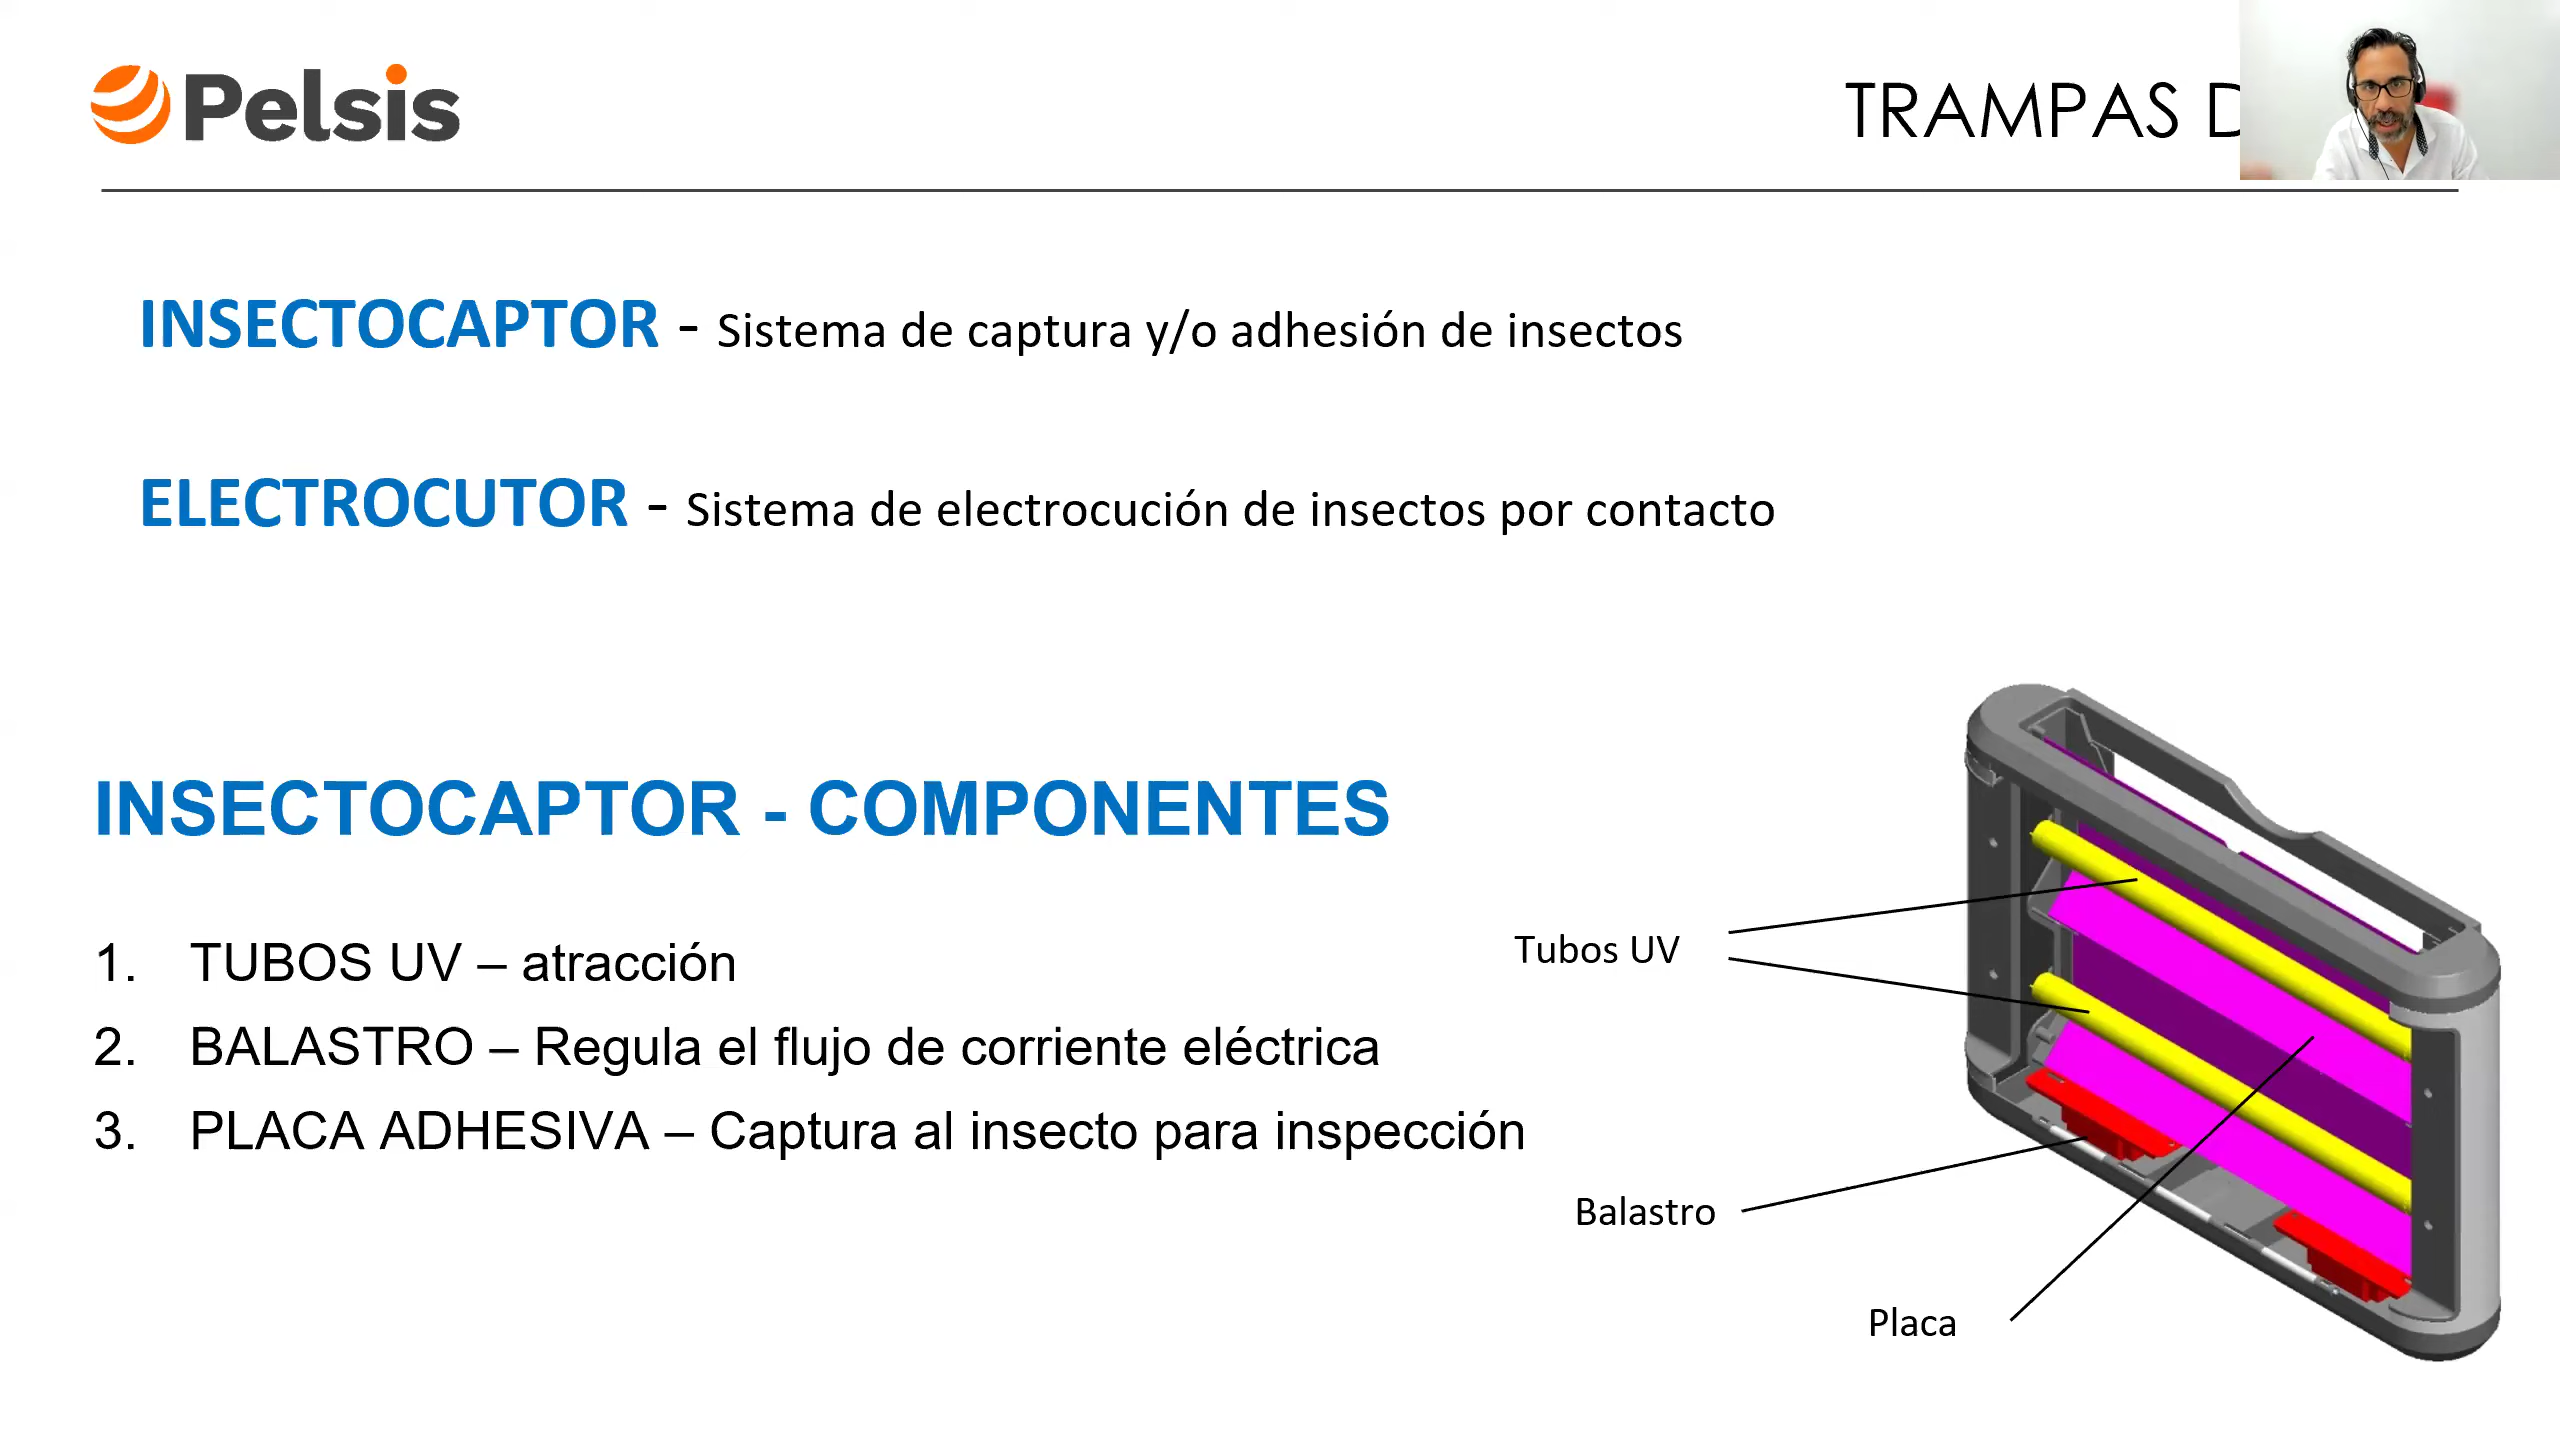 Pelsis
TRAMPAS
INSECTOCAPTOR - Sistema de captura y/o adhesión de insectos
ELECTROCUTOR - Sistema de electrocución de insectos por contacto
INSECTOCAPTOR - COMPONENTES
1. TUBOS UV – atracción
2. BALASTRO – Regula el flujo de corriente eléctrica
3. PLACA ADHESIVA – Captura al insecto para inspección
Tubos UV
Balastro
Placa